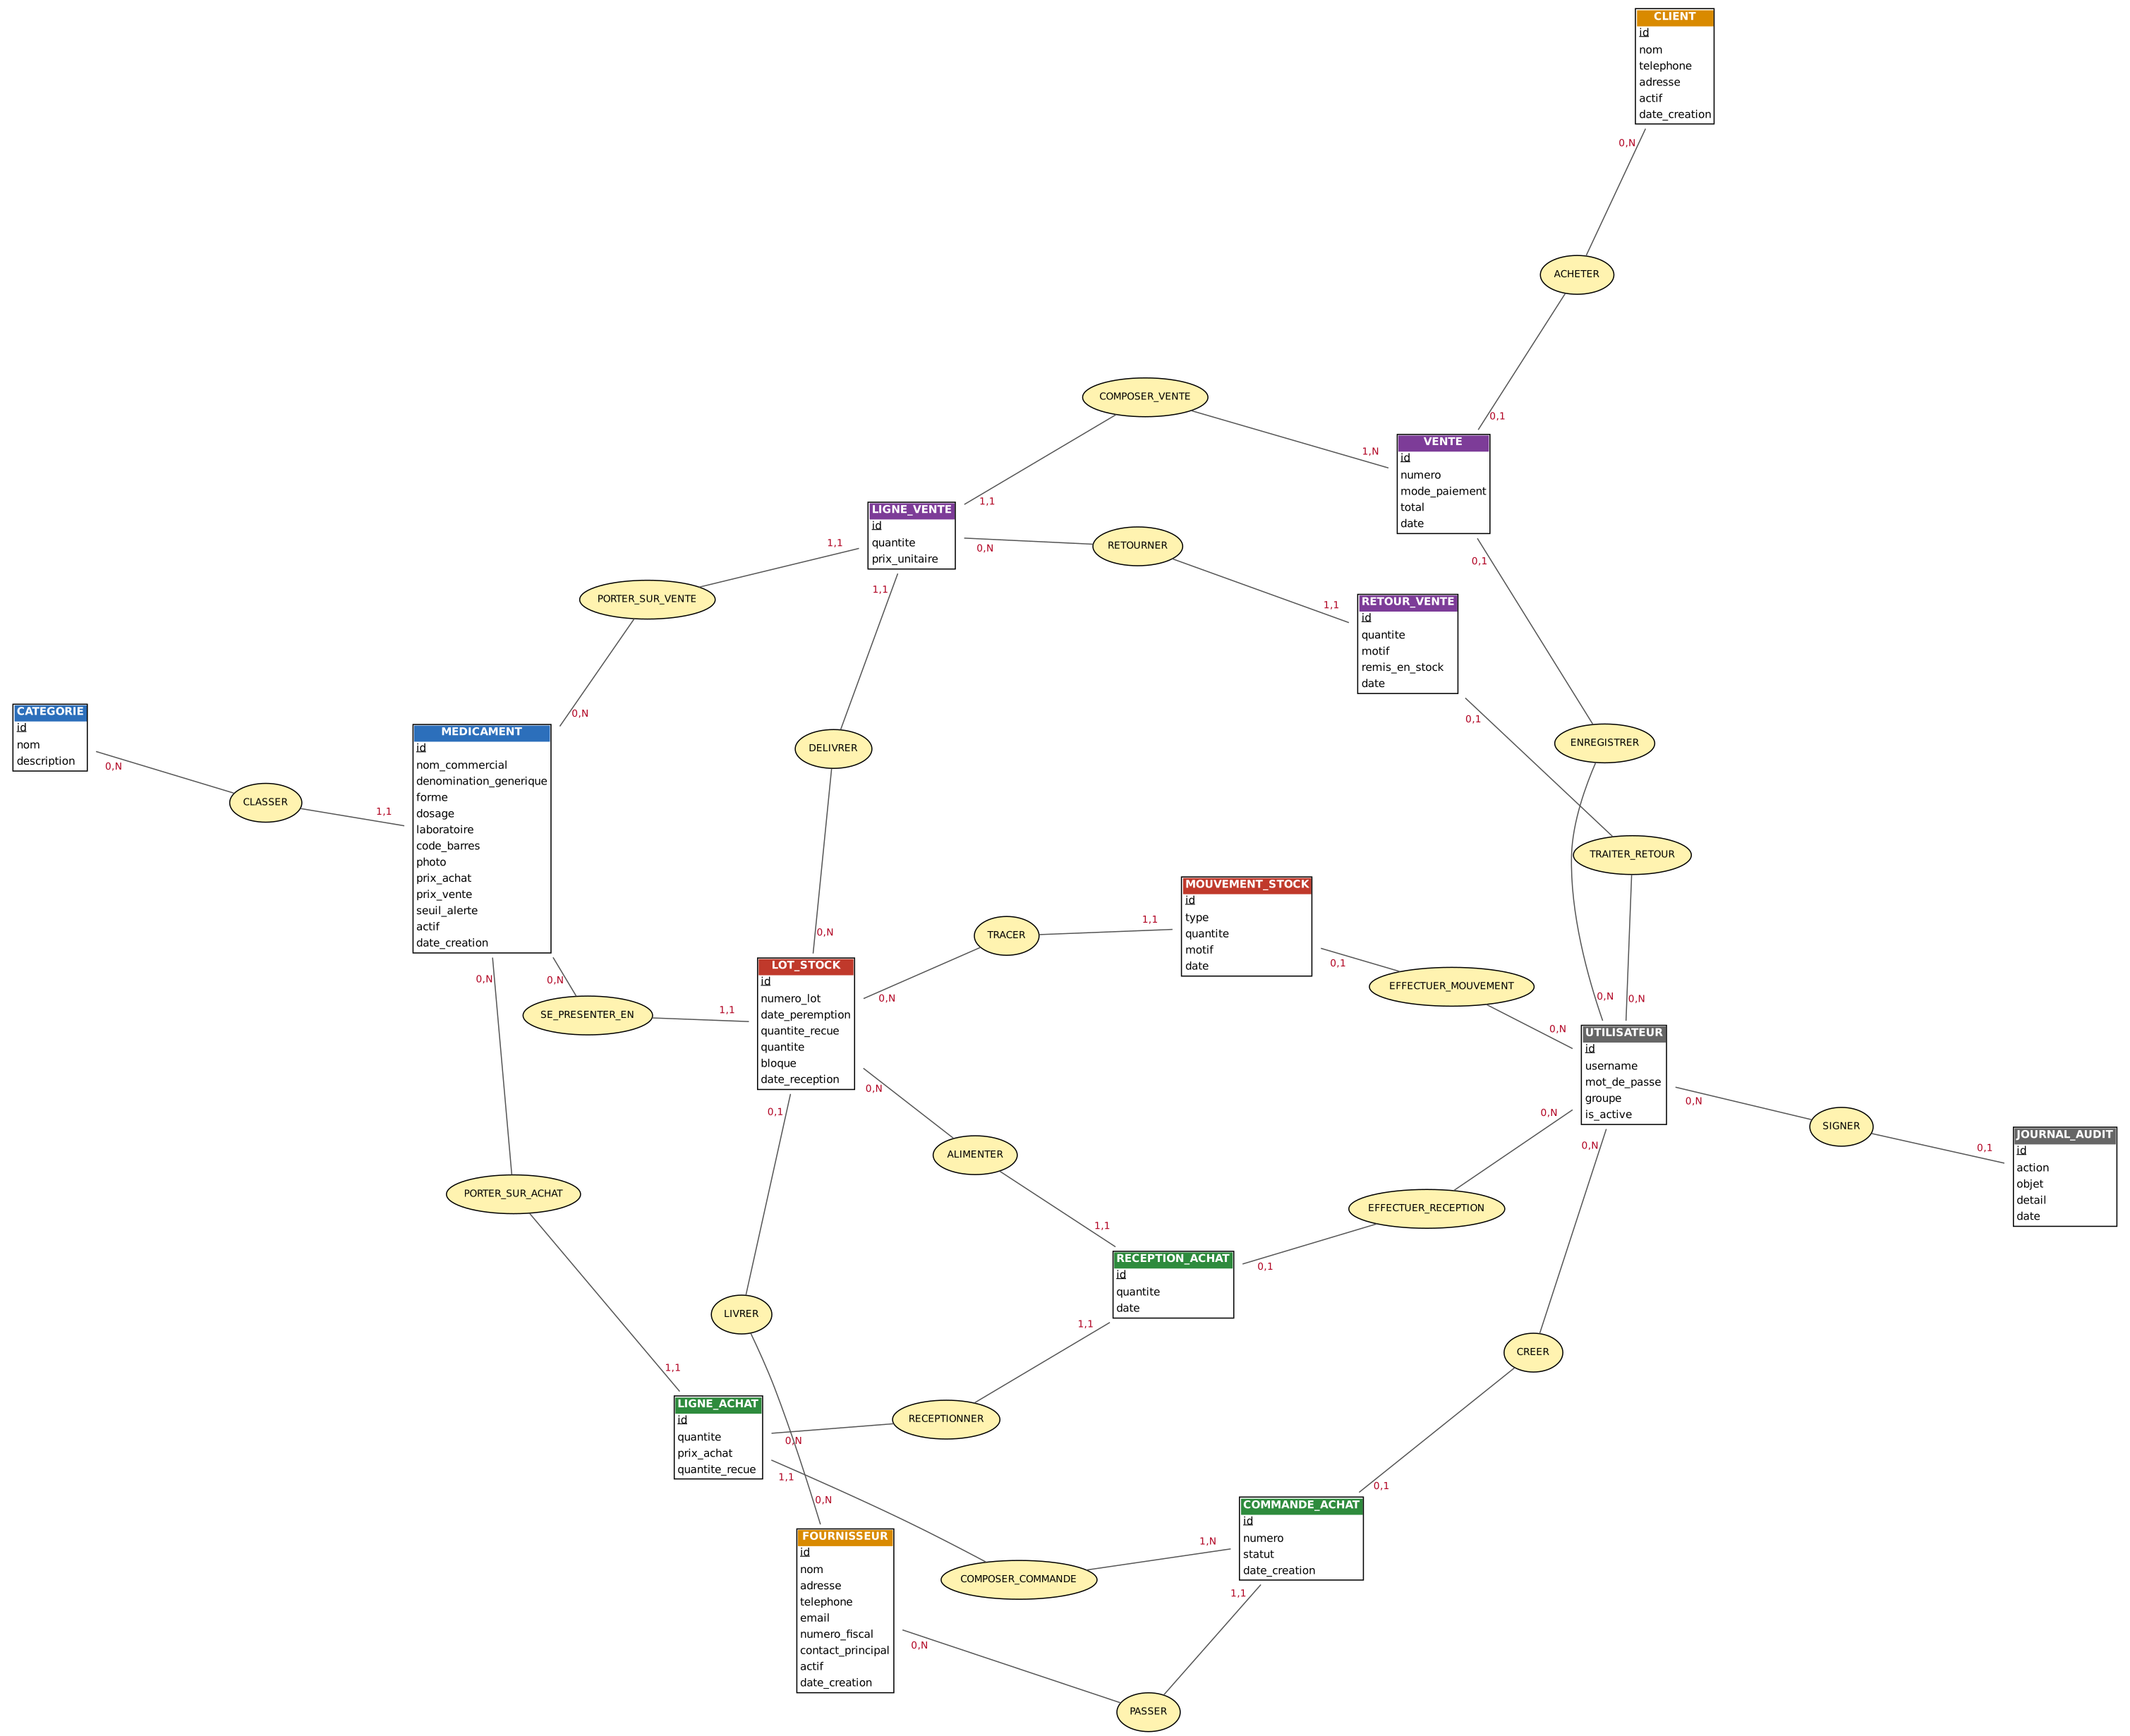 CLIENT
id
nom
telephone
adresse
actif
date_creation
0,N
ACHETER
0,1
COMPOSER_VENTE
1,N
1,1
VENTE
id
numero
mode_paiement
total
date
0,1
LIGNE_VENTE
id
quantite
prix_unitaire
1,1
0,N
1,1
RETOURNER
1,1
RETOUR_VENTE
id
quantite
motif
remis_en_stock
date
0,1
PORTER_SUR_VENTE
0,N
CATEGORIE
id
nom
description
0,N
CLASSER
1,1
MEDICAMENT
id
nom_commercial
denomination_generique
forme
dosage
laboratoire
code_barres
photo
prix_achat
prix_vente
seuil_alerte
actif
date_creation
0,N
0,N
DELIVRER
0,N
ENREGISTRER
TRAITER_RETOUR
0,N
0,N
MOUVEMENT_STOCK
id
type
quantite
motif
date
TRACER
1,1
0,N
0,1
EFFECTUER_MOUVEMENT
0,N
LOT_STOCK
id
numero_lot
date_peremption
quantite_recue
quantite
bloque
date_reception
SE_PRESENTER_EN
1,1
0,1
0,N
UTILISATEUR
id
username
mot_de_passe
groupe
is_active
0,N
0,N
0,N
SIGNER
0,1
JOURNAL_AUDIT
id
action
objet
detail
date
ALIMENTER
1,1
PORTER_SUR_ACHAT
1,1
EFFECTUER_RECEPTION
0,1
RECEPTION_ACHAT
id
quantite
date
1,1
LIVRER
CREER
0,1
LIGNE_ACHAT
id
quantite
prix_achat
quantite_recue
0,N
1,1
RECEPTIONNER
0,N
FOURNISSEUR
id
nom
adresse
telephone
email
numero_fiscal
contact_principal
actif
date_creation
0,N
COMPOSER_COMMANDE
1,N
COMMANDE_ACHAT
id
numero
statut
date_creation
1,1
PASSER